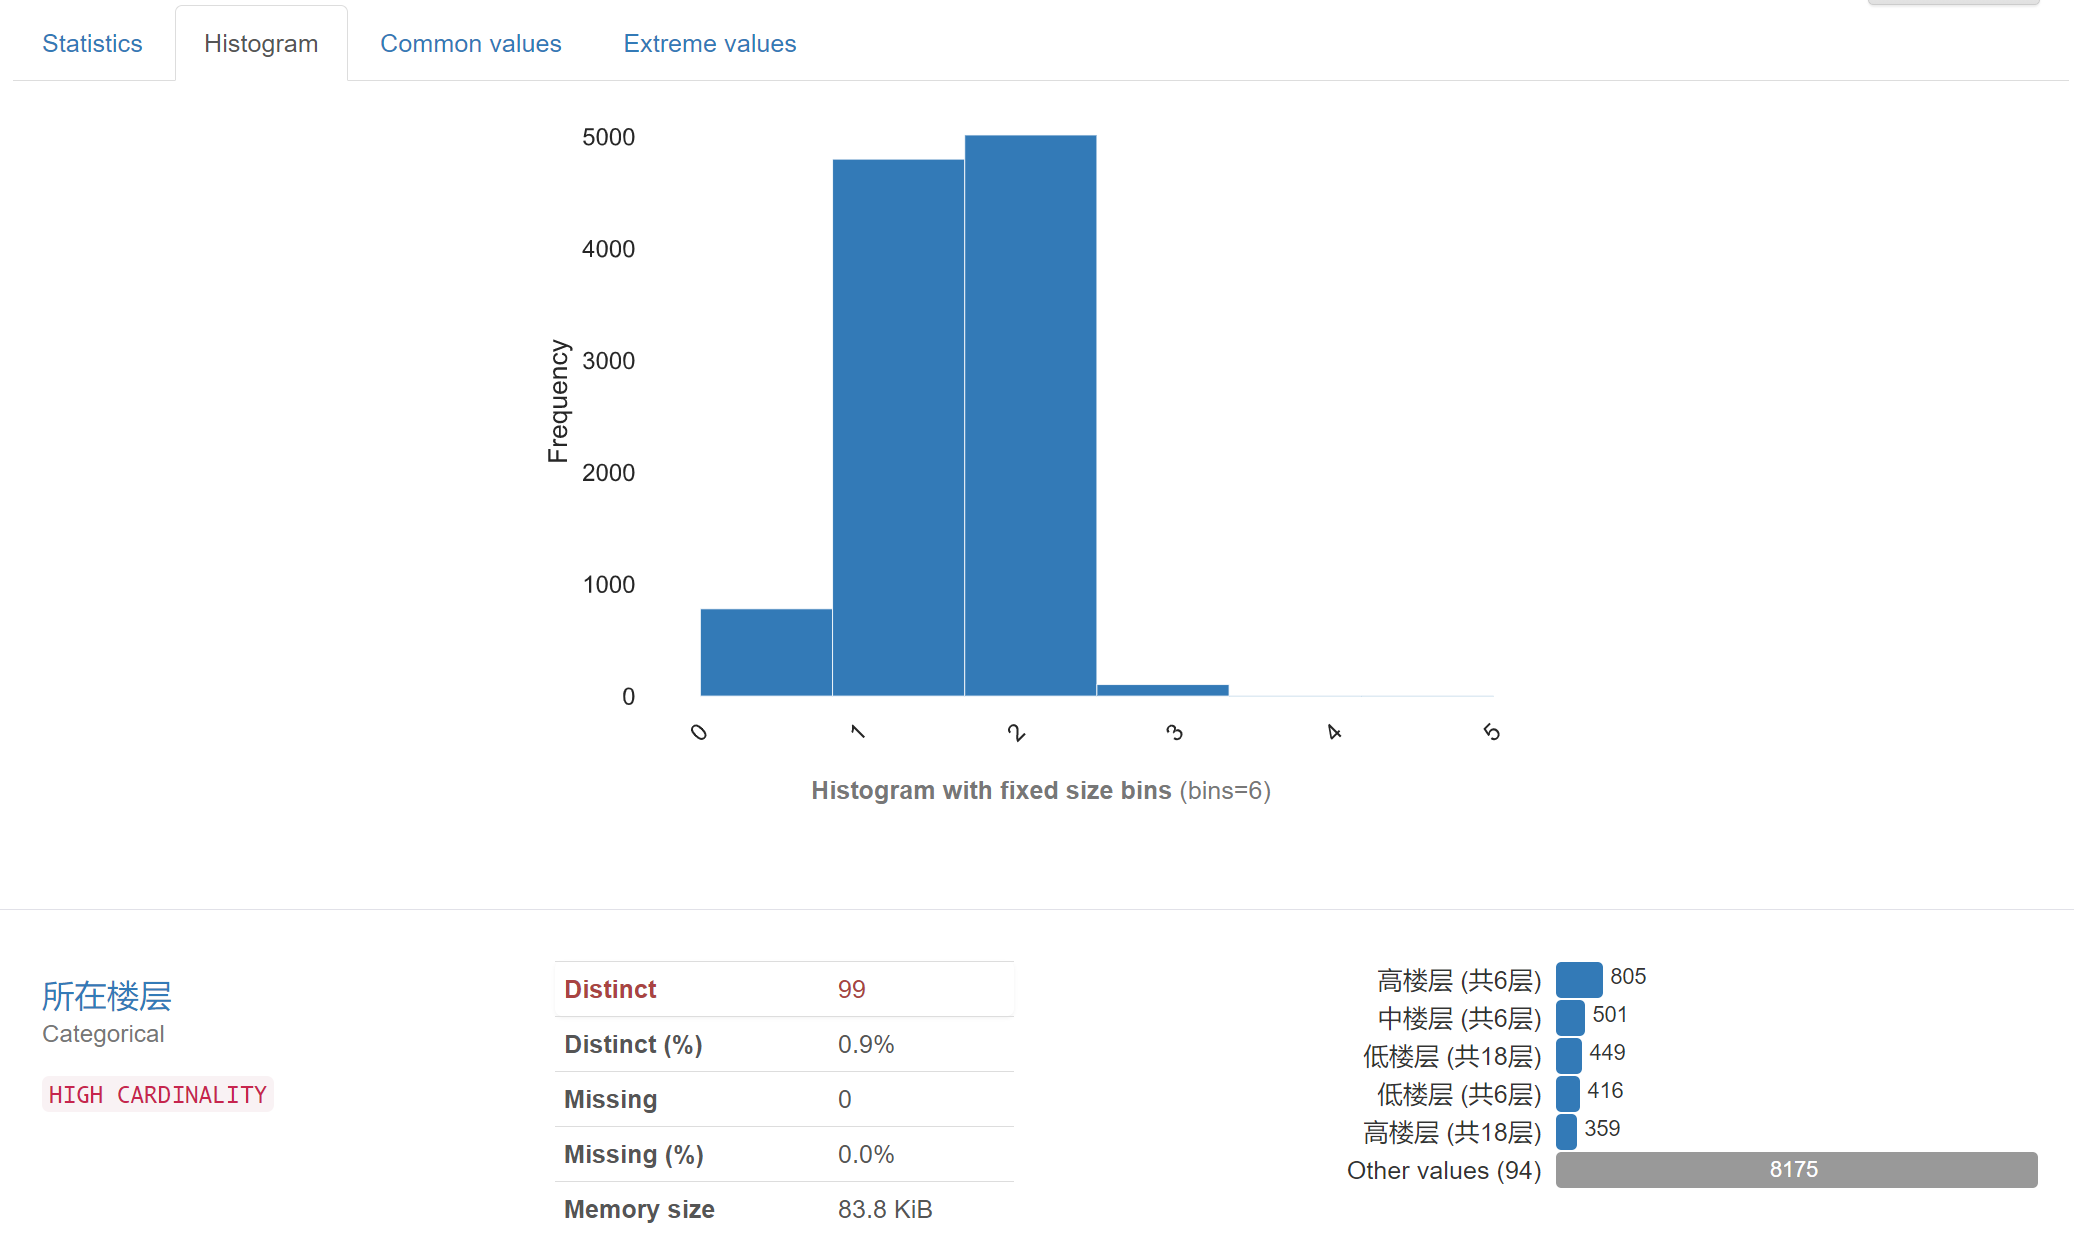 Statistics Histogram Common values Extreme values
5000
4000
3000
2000
1000
0
Frequency
0 1 2 3 4 5
Histogram with fixed size bins (bins=6)
所在楼层
Categorical
HIGH CARDINALITY
Distinct 99
Distinct (%) 0.9%
Missing 0
Missing (%) 0.0%
Memory size 83.8 KiB
高楼层 (共6层) 805
中楼层 (共6层) 501
低楼层 (共18层) 449
低楼层 (共6层) 416
高楼层 (共18层) 359
Other values (94) 8175